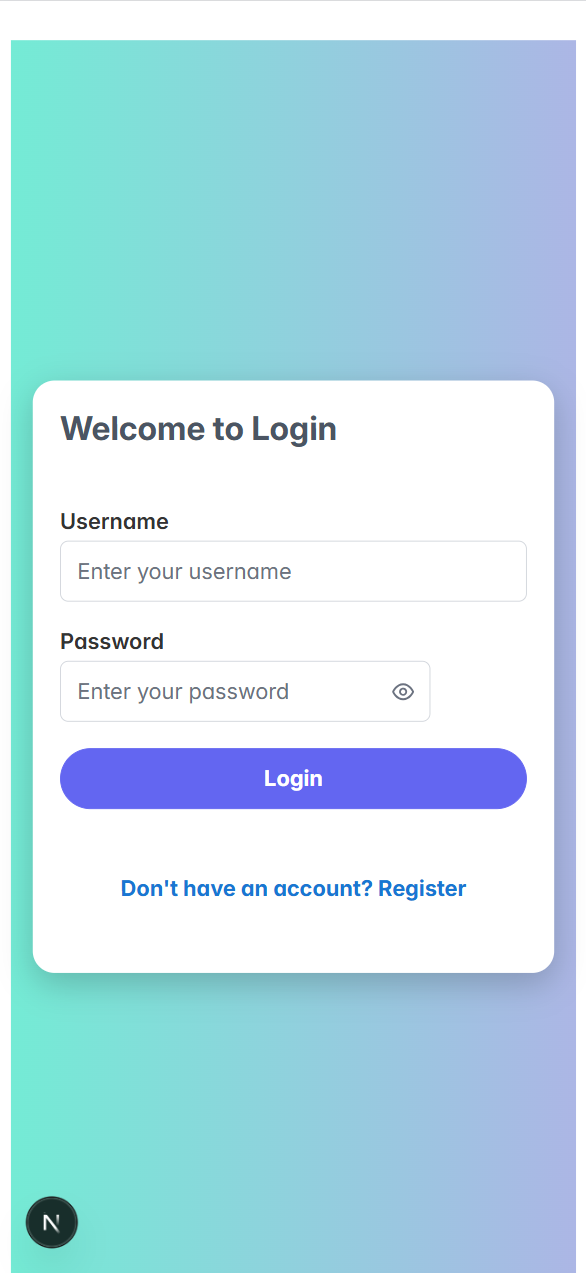 Welcome to Login
Username
Enter your username
Password
Enter your password
Login
Don't have an account? Register
N